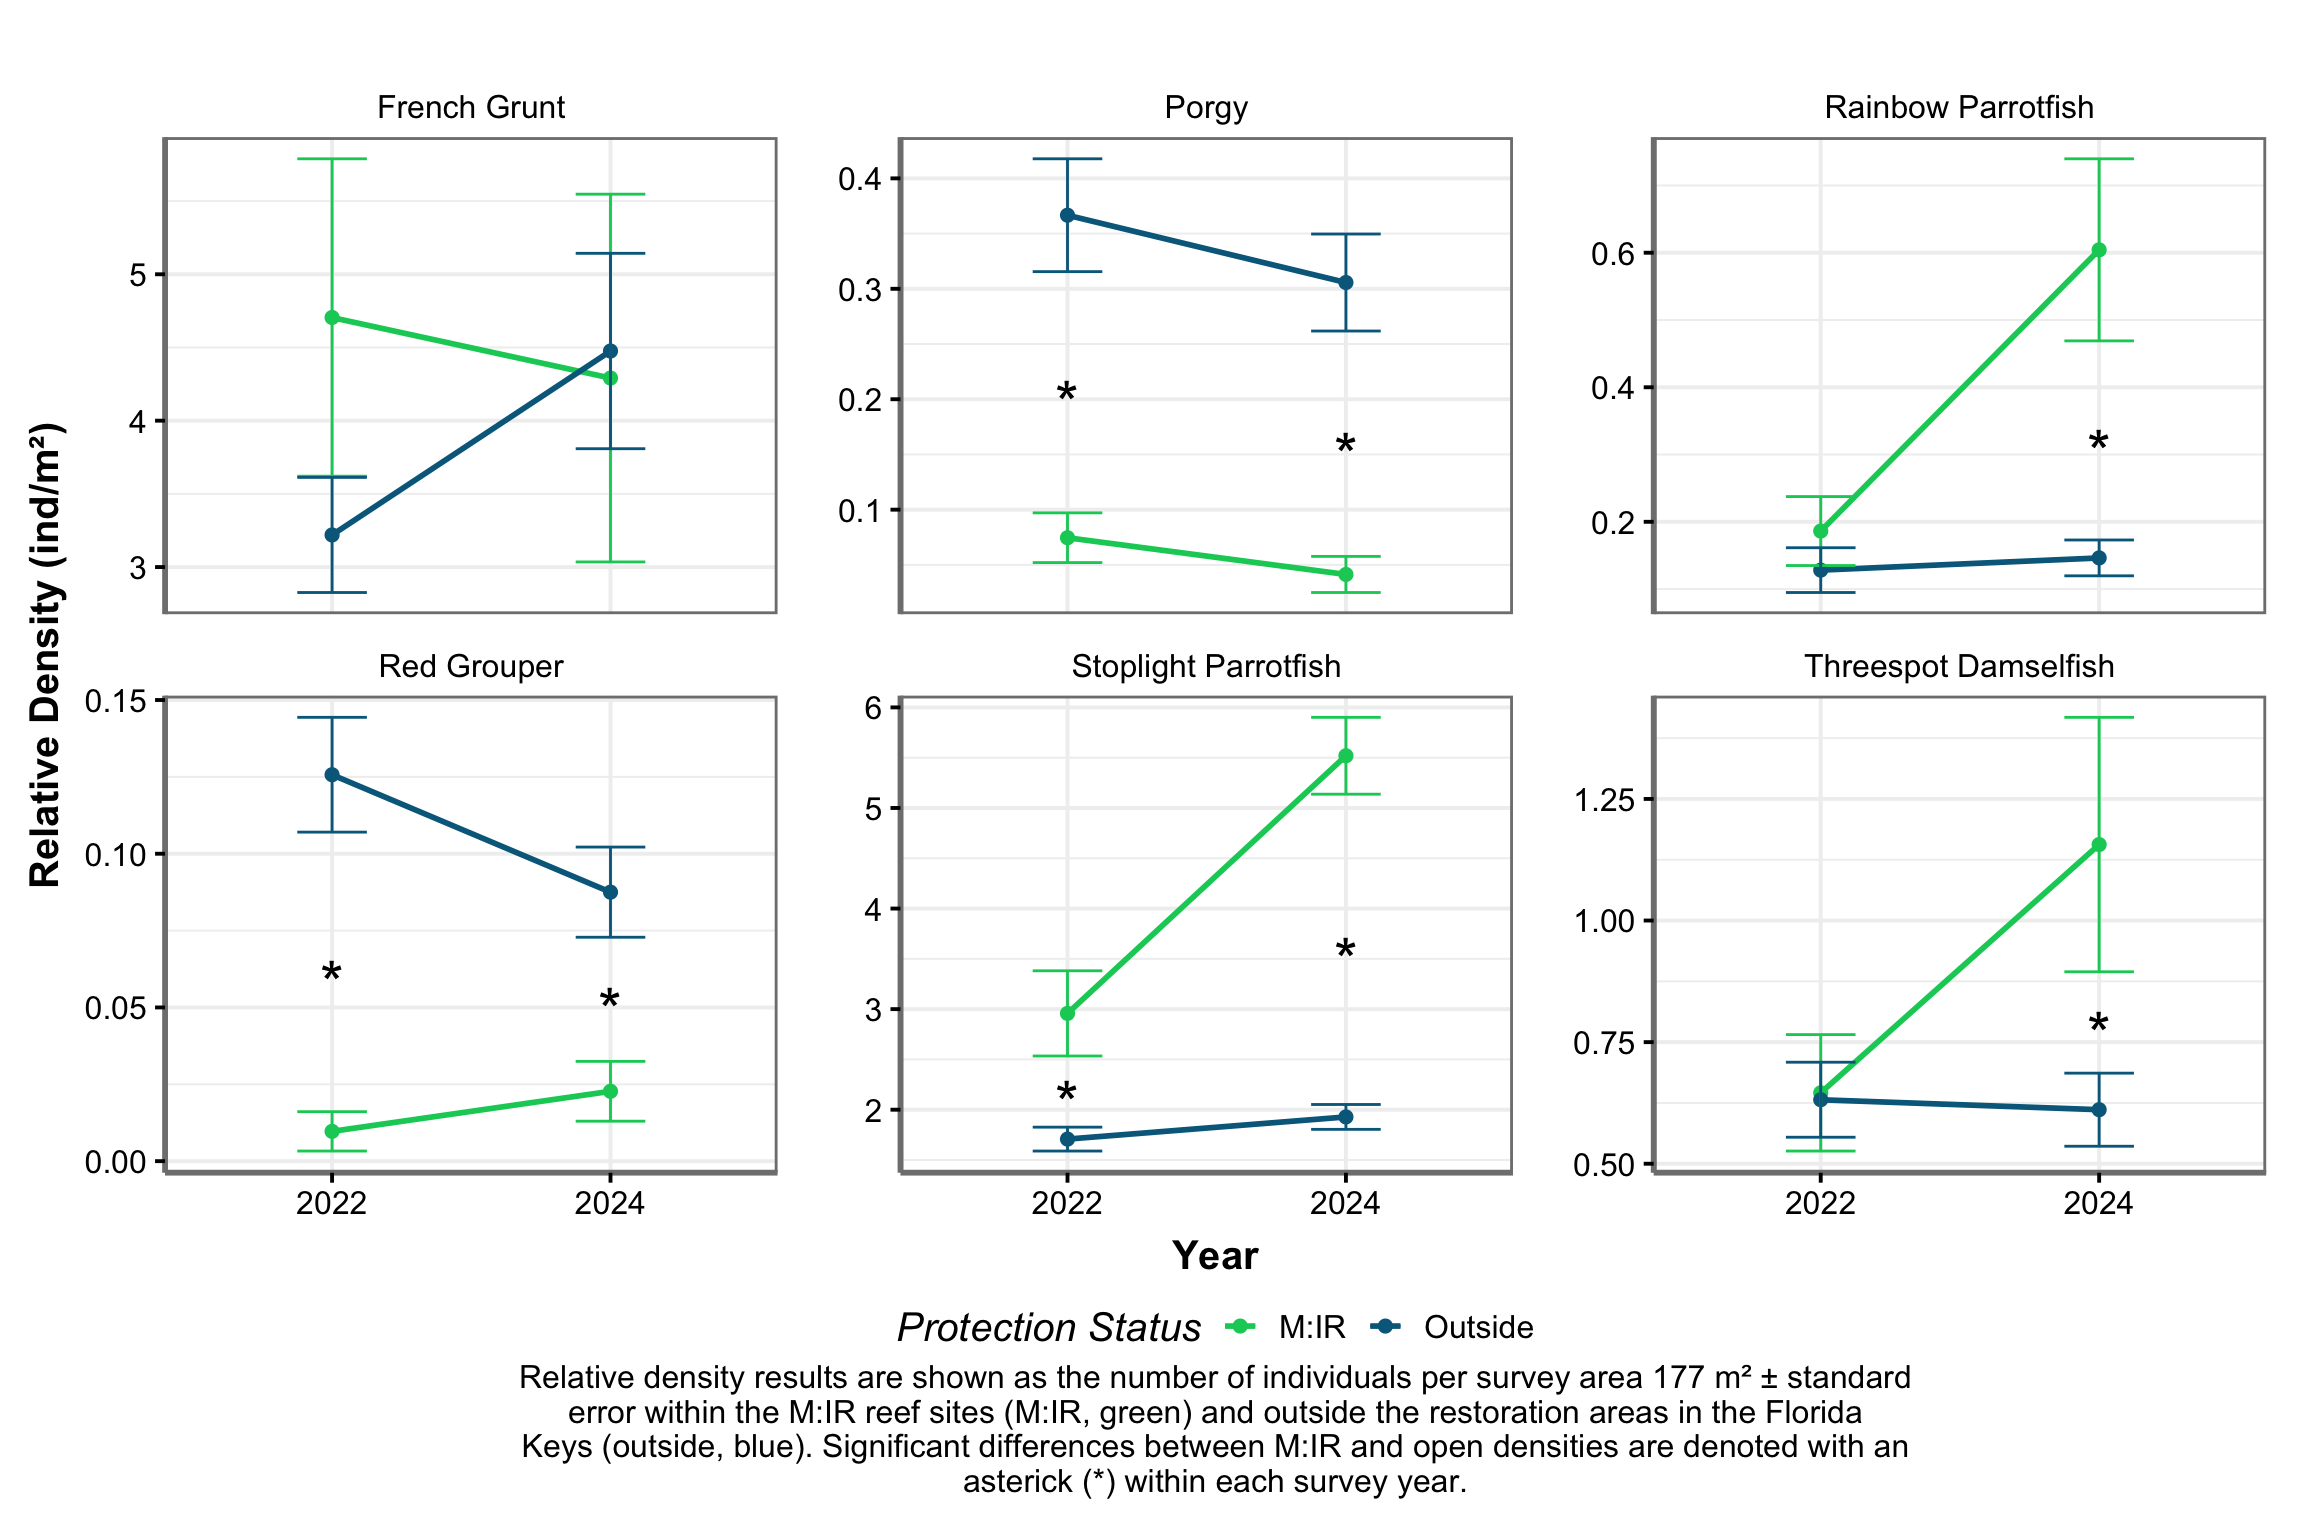 French Grunt
Porgy
Rainbow Parrotfish
5
4
3
0.4
0.3
0.2
0.1
*
*
0.6
0.4
0.2
*
Relative Density (ind/m²)
Red Grouper
Stoplight Parrotfish
Threespot Damselfish
0.15
0.10
0.05
0.00
*
*
6
5
4
3
2
*
*
1.25
1.00
0.75
0.50
*
2022
2024
2022
2024
2022
2024
Year
Protection Status M:IR Outside
Relative density results are shown as the number of individuals per survey area 177 m² ± standard
error within the M:IR reef sites (M:IR, green) and outside the restoration areas in the Florida
Keys (outside, blue). Significant differences between M:IR and open densities are denoted with an
asterick (*) within each survey year.